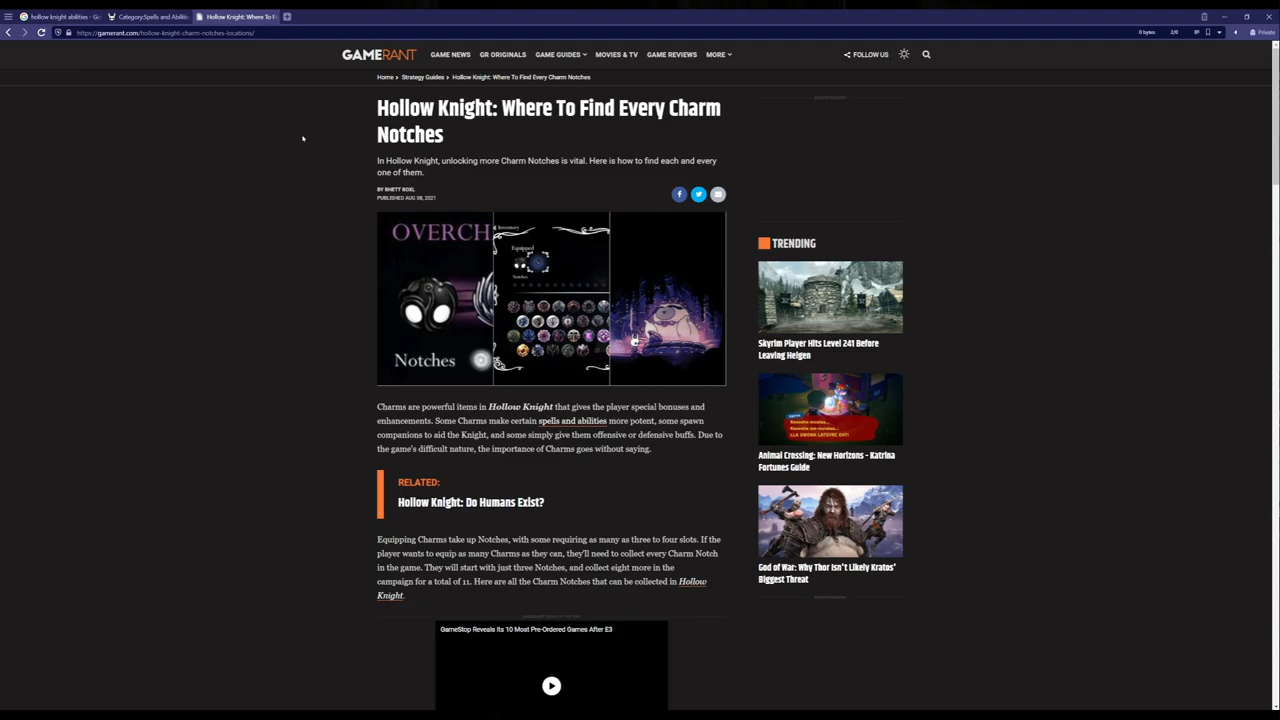 hollow knight abilities - Go
Category:Spells and Abilitie
Hollow Knight: Where To F
https://gamerant.com/hollow-knight-charm-notches-locations/
0 bytes
2/0
Private
GAMERANT
GAME NEWS
GR ORIGINALS
GAME GUIDES
MOVIES & TV
GAME REVIEWS
MORE
FOLLOW US
Home
Strategy Guides
Hollow Knight: Where To Find Every Charm Notches
Hollow Knight: Where To Find Every Charm
Notches
In Hollow Knight, unlocking more Charm Notches is vital. Here is how to find each and every
one of them.
BY RHETT ROXL
PUBLISHED AUG 08, 2021
OVERCH
Notches
Inventory
Equipped
Notches
Charms are powerful items in Hollow Knight that gives the player special bonuses and
enhancements. Some Charms make certain spells and abilities more potent, some spawn
companions to aid the Knight, and some simply give them offensive or defensive buffs. Due to
the game's difficult nature, the importance of Charms goes without saying.
RELATED:
Hollow Knight: Do Humans Exist?
Equipping Charms take up Notches, with some requiring as many as three to four slots. If the
player wants to equip as many Charms as they can, they'll need to collect every Charm Notch
in the game. They will start with just three Notches, and collect eight more in the
campaign for a total of 11. Here are all the Charm Notches that can be collected in Hollow
Knight.
GameStop Reveals Its 10 Most Pre-Ordered Games After E3
ADVERTISEMENT
TRENDING
Skyrim Player Hits Level 241 Before
Leaving Helgen
Animal Crossing: New Horizons - Katrina
Fortunes Guide
God of War: Why Thor Isn't Likely Kratos'
Biggest Threat
ADVERTISEMENT